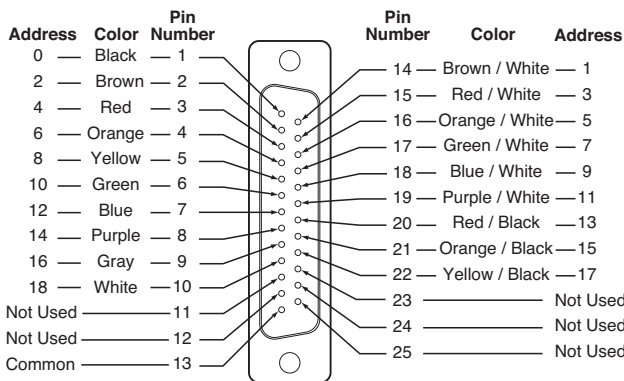 Address Color Pin Number
0 — Black — 1
2 — Brown — 2
4 — Red — 3
6 — Orange — 4
8 — Yellow — 5
10 — Green — 6
12 — Blue — 7
14 — Purple — 8
16 — Gray — 9
18 — White — 10
Not Used — 11
Not Used — 12
Common — 13
Pin Number Color Address
14 — Brown / White — 1
15 — Red / White — 3
16 — Orange / White — 5
17 — Green / White — 7
18 — Blue / White — 9
19 — Purple / White — 11
20 — Red / Black — 13
21 — Orange / Black — 15
22 — Yellow / Black — 17
23 — Not Used
24 — Not Used
25 — Not Used